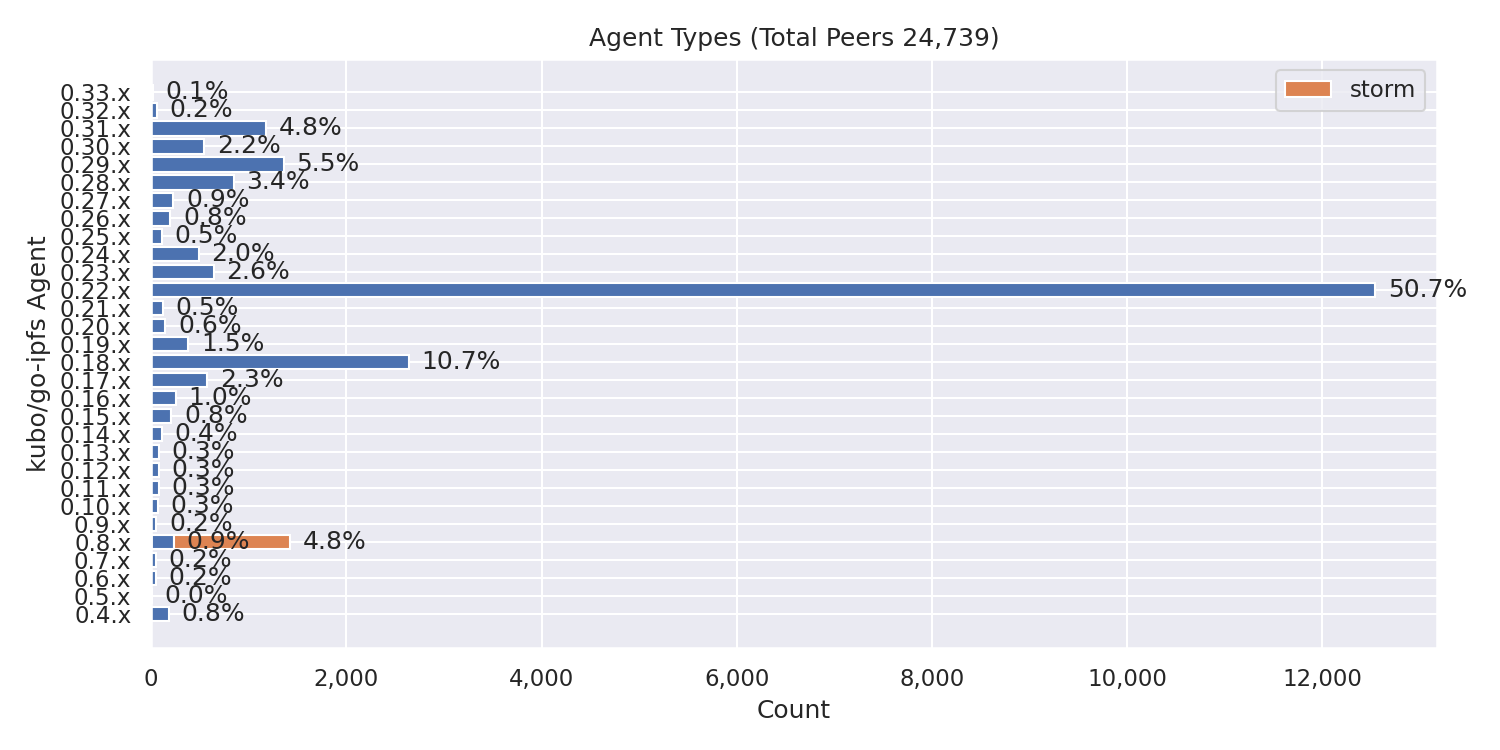 Agent Types (Total Peers 24,739)
storm
kubo/go-ipfs Agent
0.33.x 0.1%
0.32.x 0.2%
0.31.x 4.8%
0.30.x 2.2%
0.29.x 5.5%
0.28.x 3.4%
0.27.x 0.9%
0.26.x 0.8%
0.25.x 0.5%
0.24.x 2.0%
0.23.x 2.6%
0.22.x 50.7%
0.21.x 0.5%
0.20.x 0.6%
0.19.x 1.5%
0.18.x 10.7%
0.17.x 2.3%
0.16.x 1.0%
0.15.x 0.8%
0.14.x 0.4%
0.13.x 0.3%
0.12.x 0.3%
0.11.x 0.3%
0.10.x 0.3%
0.9.x 0.2%
0.8.x 0.9% 4.8%
0.7.x 0.2%
0.6.x 0.2%
0.5.x 0.0%
0.4.x 0.8%
0 2,000 4,000 6,000 8,000 10,000 12,000
Count